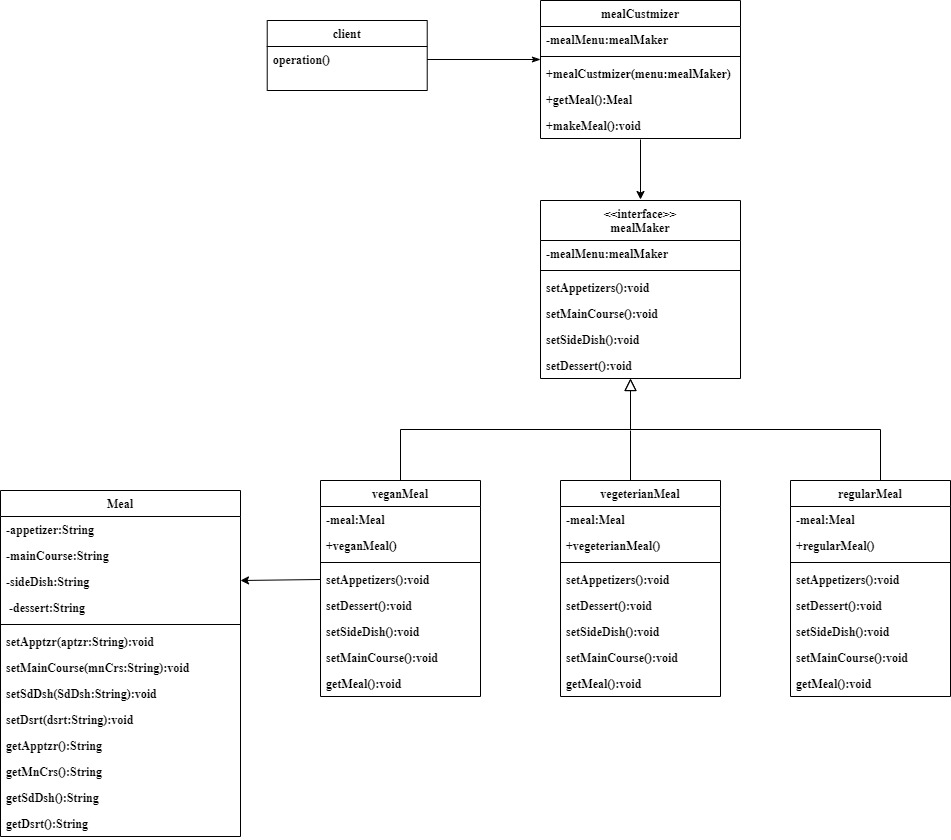 client
operation()
mealCustmizer
-mealMenu:mealMaker
+mealCustmizer(menu:mealMaker)
+getMeal():Meal
+makeMeal():void
<<interface>>
mealMaker
-mealMenu:mealMaker
setAppetizers():void
setMainCourse():void
setSideDish():void
setDessert():void
Meal
-appetizer:String
-mainCourse:String
-sideDish:String
-dessert:String
setApptzr(aptzr:String):void
setMainCourse(mnCrs:String):void
setSdDsh(SdDsh:String):void
setDsrt(dsrt:String):void
getApptzr():String
getMnCrs():String
getSdDsh():String
getDsrt():String
veganMeal
-meal:Meal
+veganMeal()
setAppetizers():void
setDessert():void
setSideDish():void
setMainCourse():void
getMeal():void
vegeterianMeal
-meal:Meal
+vegeterianMeal()
setAppetizers():void
setDessert():void
setSideDish():void
setMainCourse():void
getMeal():void
regularMeal
-meal:Meal
+regularMeal()
setAppetizers():void
setDessert():void
setSideDish():void
setMainCourse():void
getMeal():void